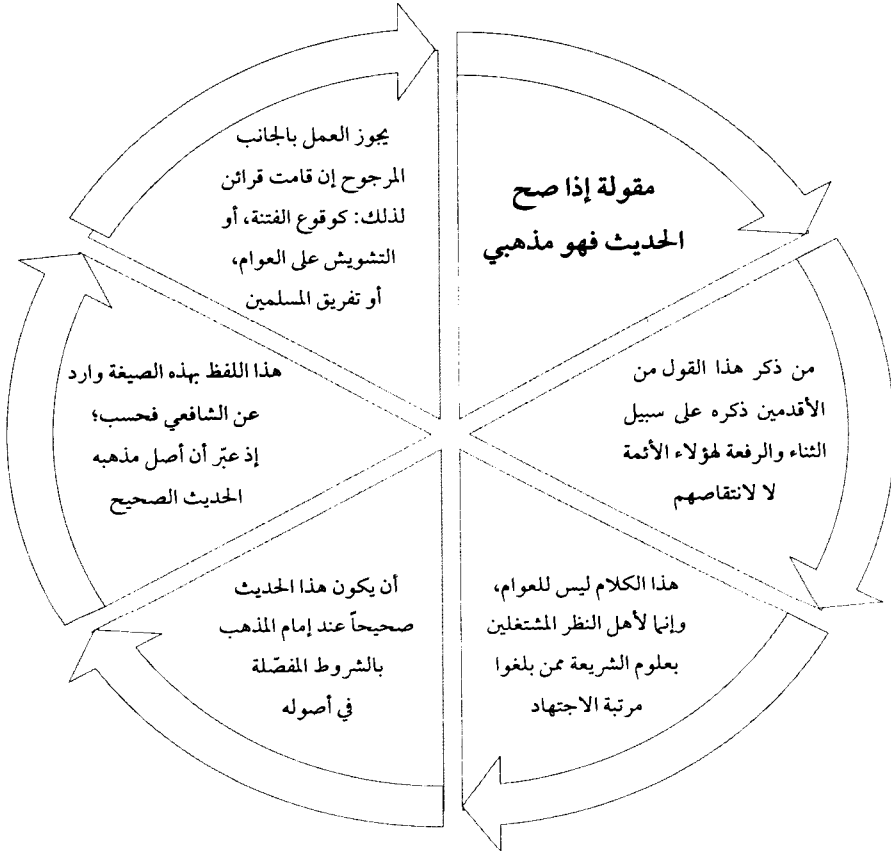 مقولة إذا صح
الحديث فهو مذهبي
من ذكر هذا القول من
الأقدمين ذكره على سبيل
الثناء والرفعة لهؤلاء الأئمة
لا لانتقاصهم
هذا الكلام ليس للعوام،
وإنما لأهل النظر المشتغلين
بعلوم الشريعة ممن بلغوا
مرتبة الاجتهاد
أن يكون هذا الحديث
صحيحاً عند إمام المذهب
بالشروط المفصّلة
في أصوله
هذا اللفظ بهذه الصيغة وارد
عن الشافعي فحسب؛
إذ عبّر أن أصل مذهبه
الحديث الصحيح
يجوز العمل بالجانب
المرجوح إن قامت قرائن
لذلك: كوقوع الفتنة، أو
التشويش على العوام،
أو تفريق المسلمين